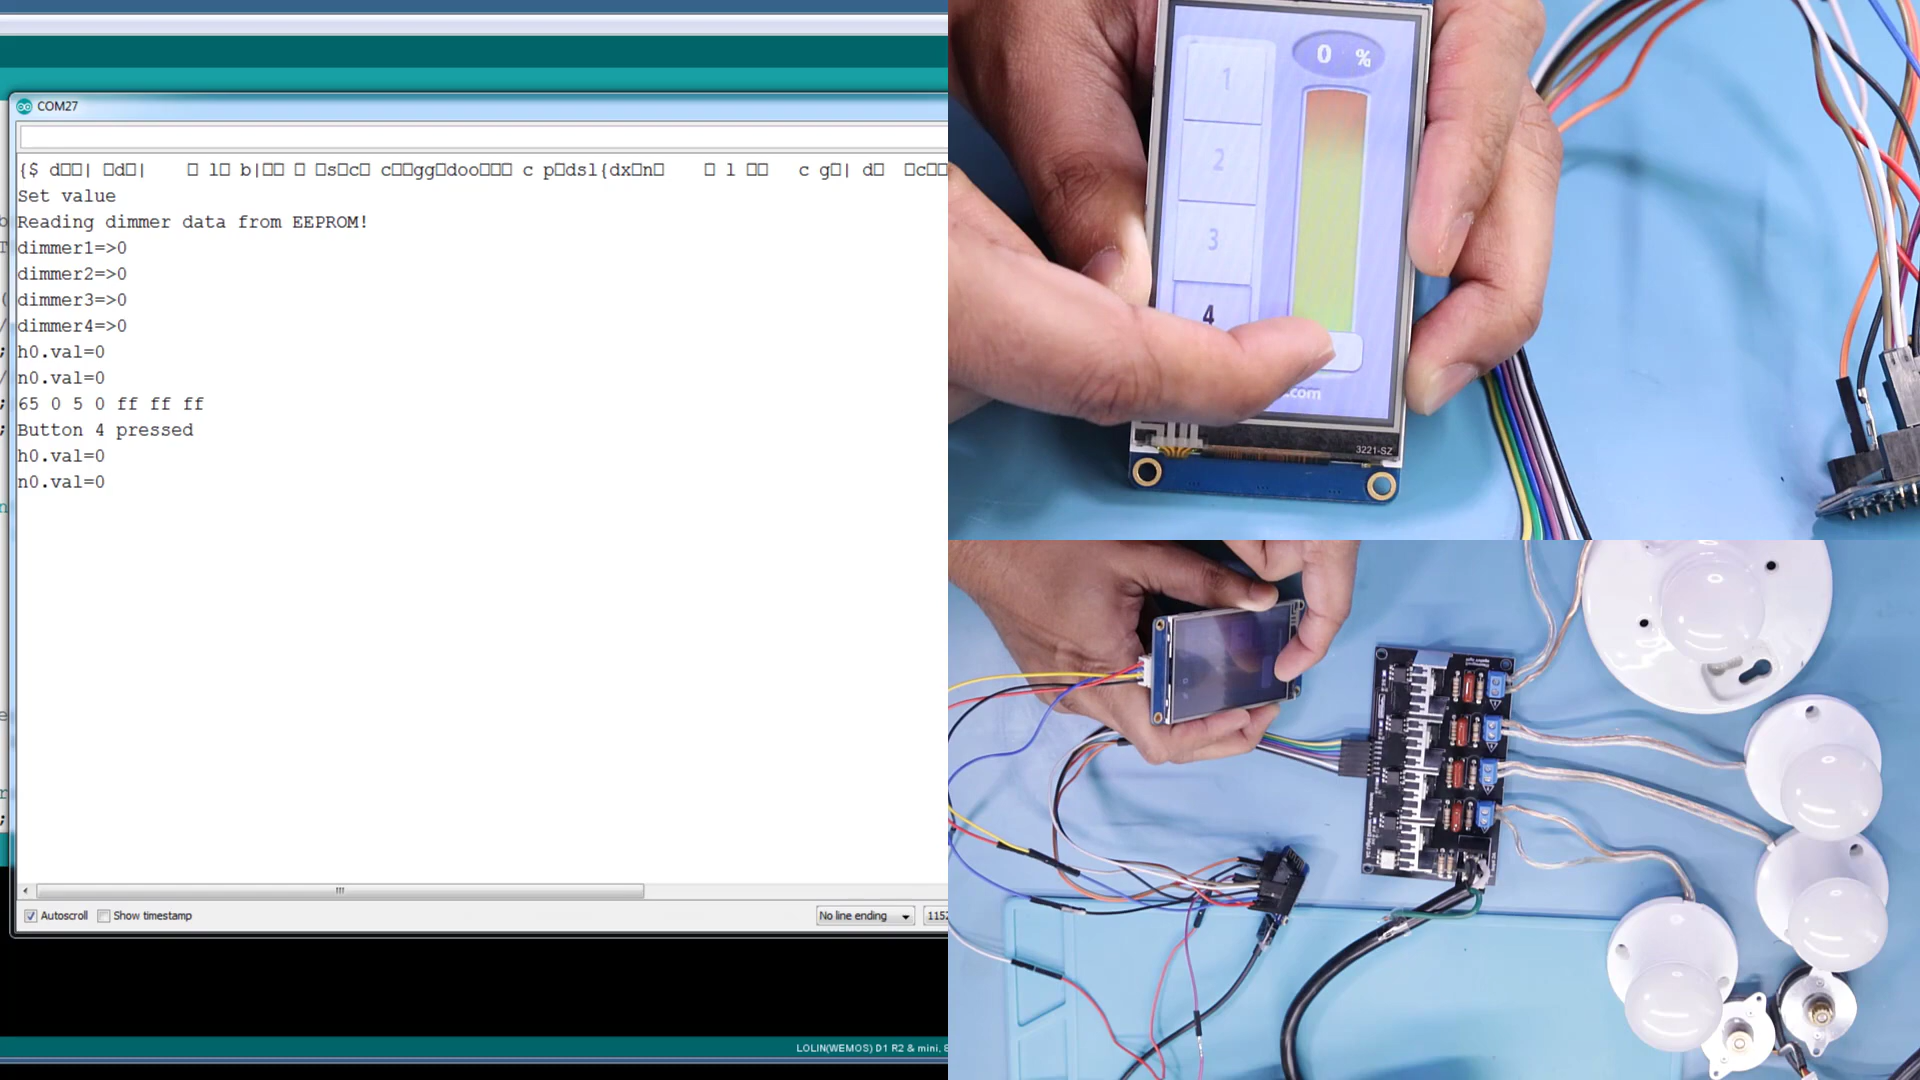 COM27
Set value
Reading dimmer data from EEPROM!
dimmer1=>0
dimmer2=>0
dimmer3=>0
dimmer4=>0
h0.val=0
n0.val=0
65 0 5 0 ff ff ff
Button 4 pressed
h0.val=0
n0.val=0
Autoscroll
Show timestamp
No line ending
LOLIN(WEMOS) D1 R2 & mini,
0 %
1
2
3
4
.com
3221-SZ